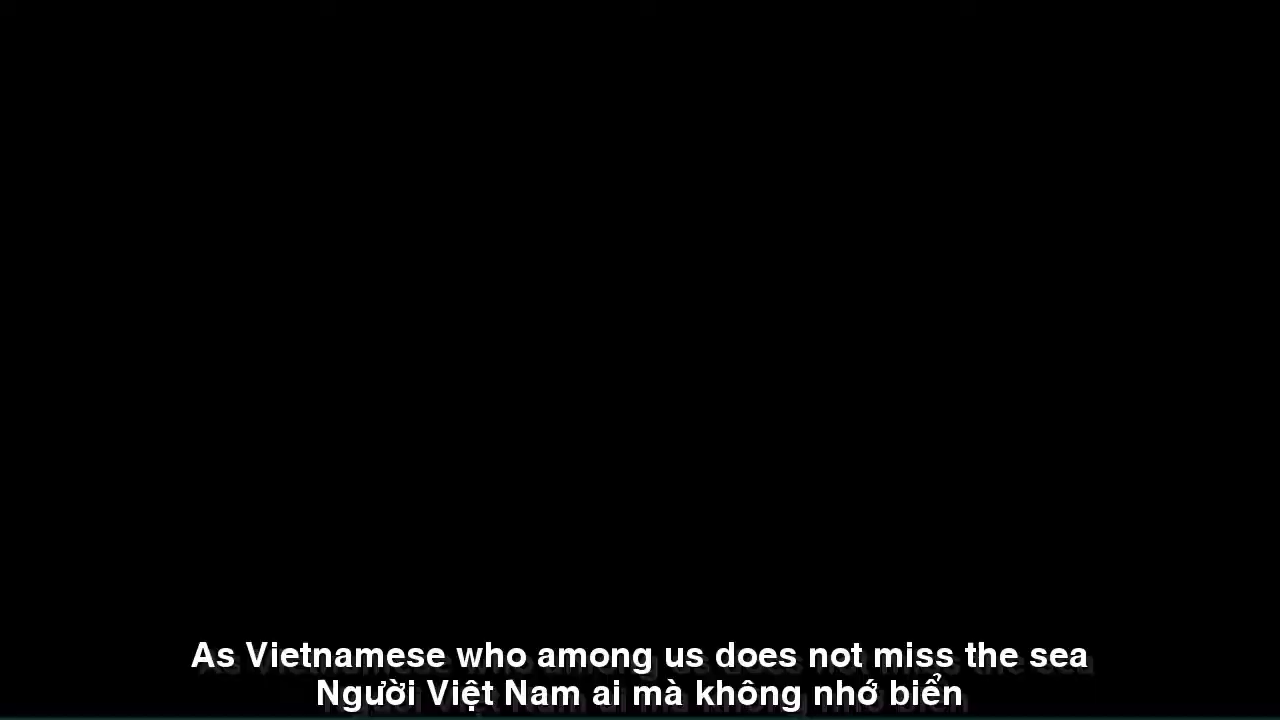 As Vietnamese who among us does not miss the sea
Người Việt Nam ai mà không nhớ biển